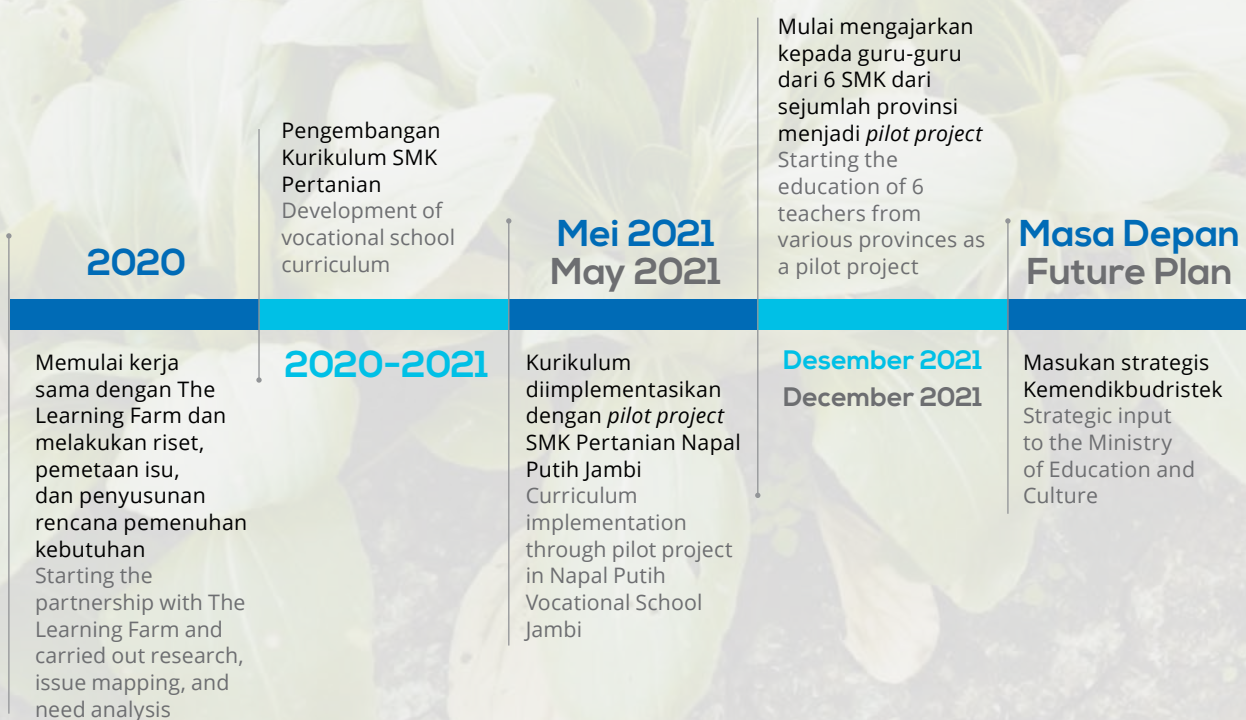 2020
Memulai kerja
sama dengan The
Learning Farm dan
melakukan riset,
pemetaan isu,
dan penyusunan
rencana pemenuhan
kebutuhan
Starting the
partnership with The
Learning Farm and
carried out research,
issue mapping, and
need analysis
Pengembangan
Kurikulum SMK
Pertanian
Development of
vocational school
curriculum
2020-2021
Mei 2021
May 2021
Kurikulum
diimplementasikan
dengan pilot project
SMK Pertanian Napal
Putih Jambi
Curriculum
implementation
through pilot project
in Napal Putih
Vocational School
Jambi
Mulai mengajarkan
kepada guru-guru
dari 6 SMK dari
sejumlah provinsi
menjadi pilot project
Starting the
education of 6
teachers from
various provinces as
a pilot project
Desember 2021
December 2021
Masa Depan
Future Plan
Masukan strategis
Kemendikbudristek
Strategic input
to the Ministry
of Education and
Culture